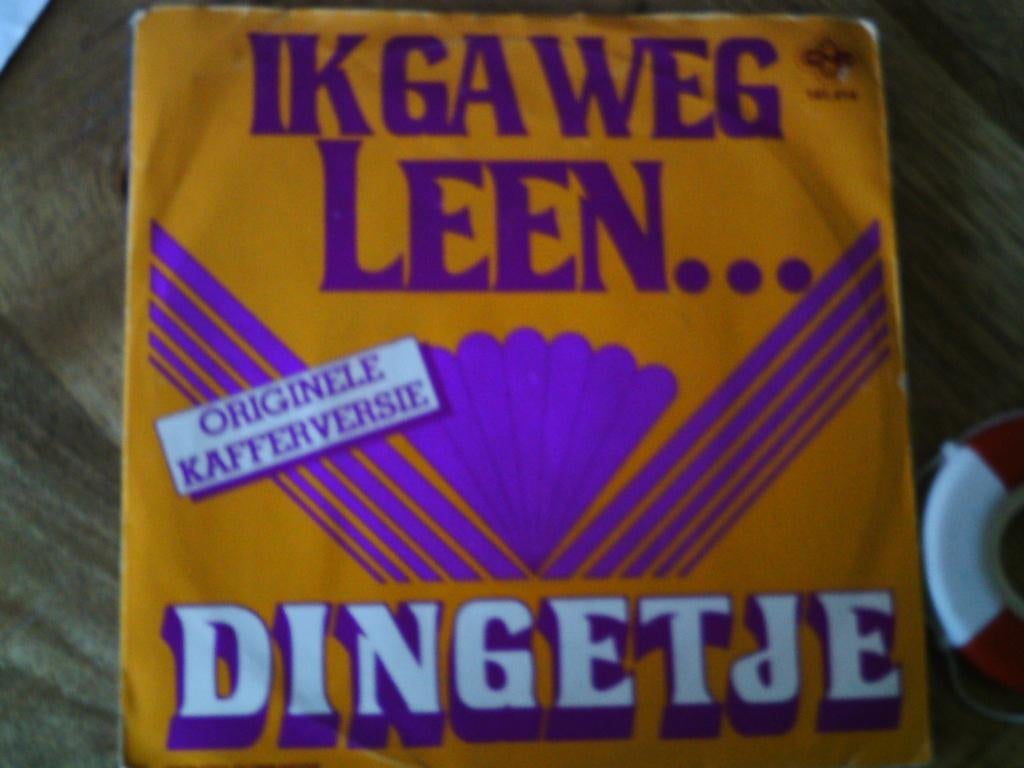 IK GA WEG
LEEN...
ORIGINELE
KAFFERVERSIE
DINGETJE